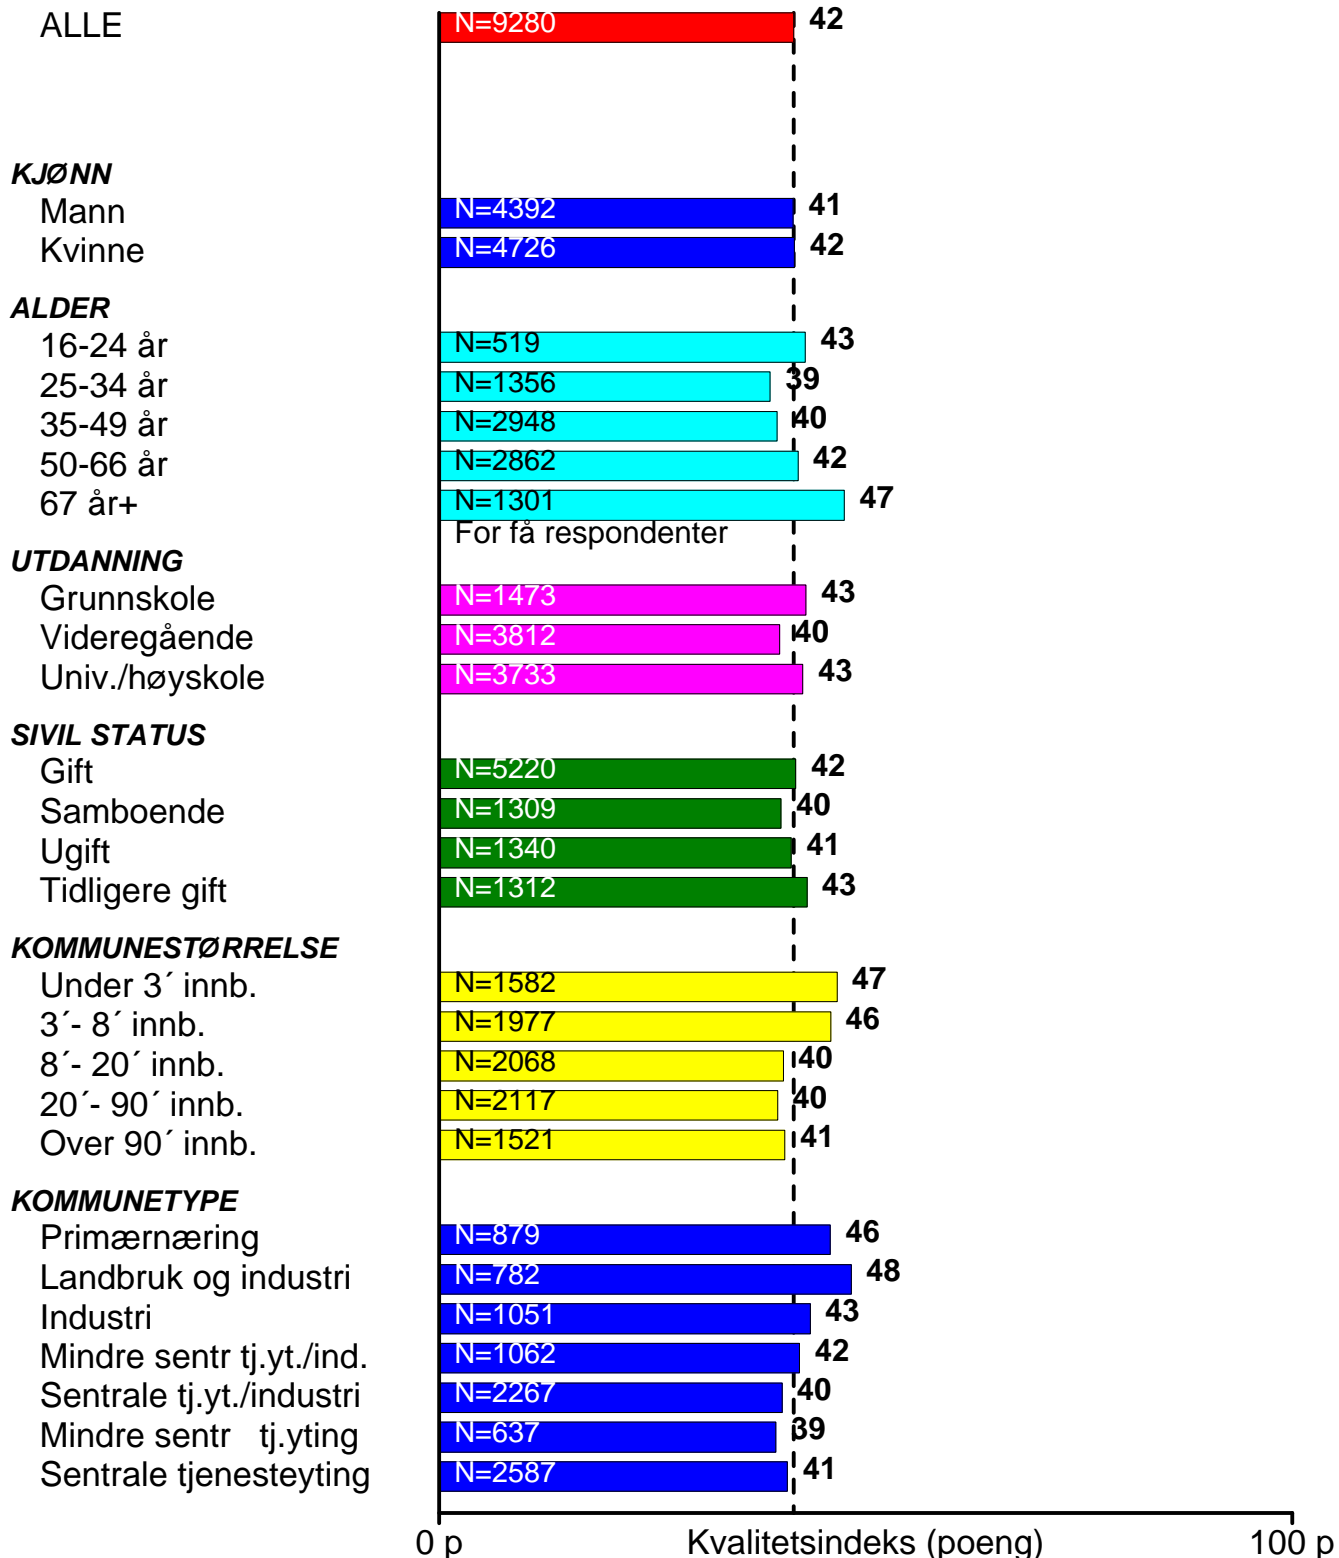 ALLE N=9280 42
KJØNN
Mann N=4392 41
Kvinne N=4726 42
ALDER
16-24 år N=519 43
25-34 år N=1356 39
35-49 år N=2948 40
50-66 år N=2862 42
67 år+ N=1301 47
For få respondenter
UTDANNING
Grunnskole N=1473 43
Videregående N=3812 40
Univ./høyskole N=3733 43
SIVIL STATUS
Gift N=5220 42
Samboende N=1309 40
Ugift N=1340 41
Tidligere gift N=1312 43
KOMMUNESTØRRELSE
Under 3´ innb. N=1582 47
3´- 8´ innb. N=1977 46
8´- 20´ innb. N=2068 40
20´- 90´ innb. N=2117 40
Over 90´ innb. N=1521 41
KOMMUNETYPE
Primærnæring N=879 46
Landbruk og industri N=782 48
Industri N=1051 43
Mindre sentr tj.yt./ind. N=1062 42
Sentrale tj.yt./industri N=2267 40
Mindre sentr tj.yting N=637 39
Sentrale tjenesteyting N=2587 41
0 p Kvalitetsindeks (poeng) 100 p